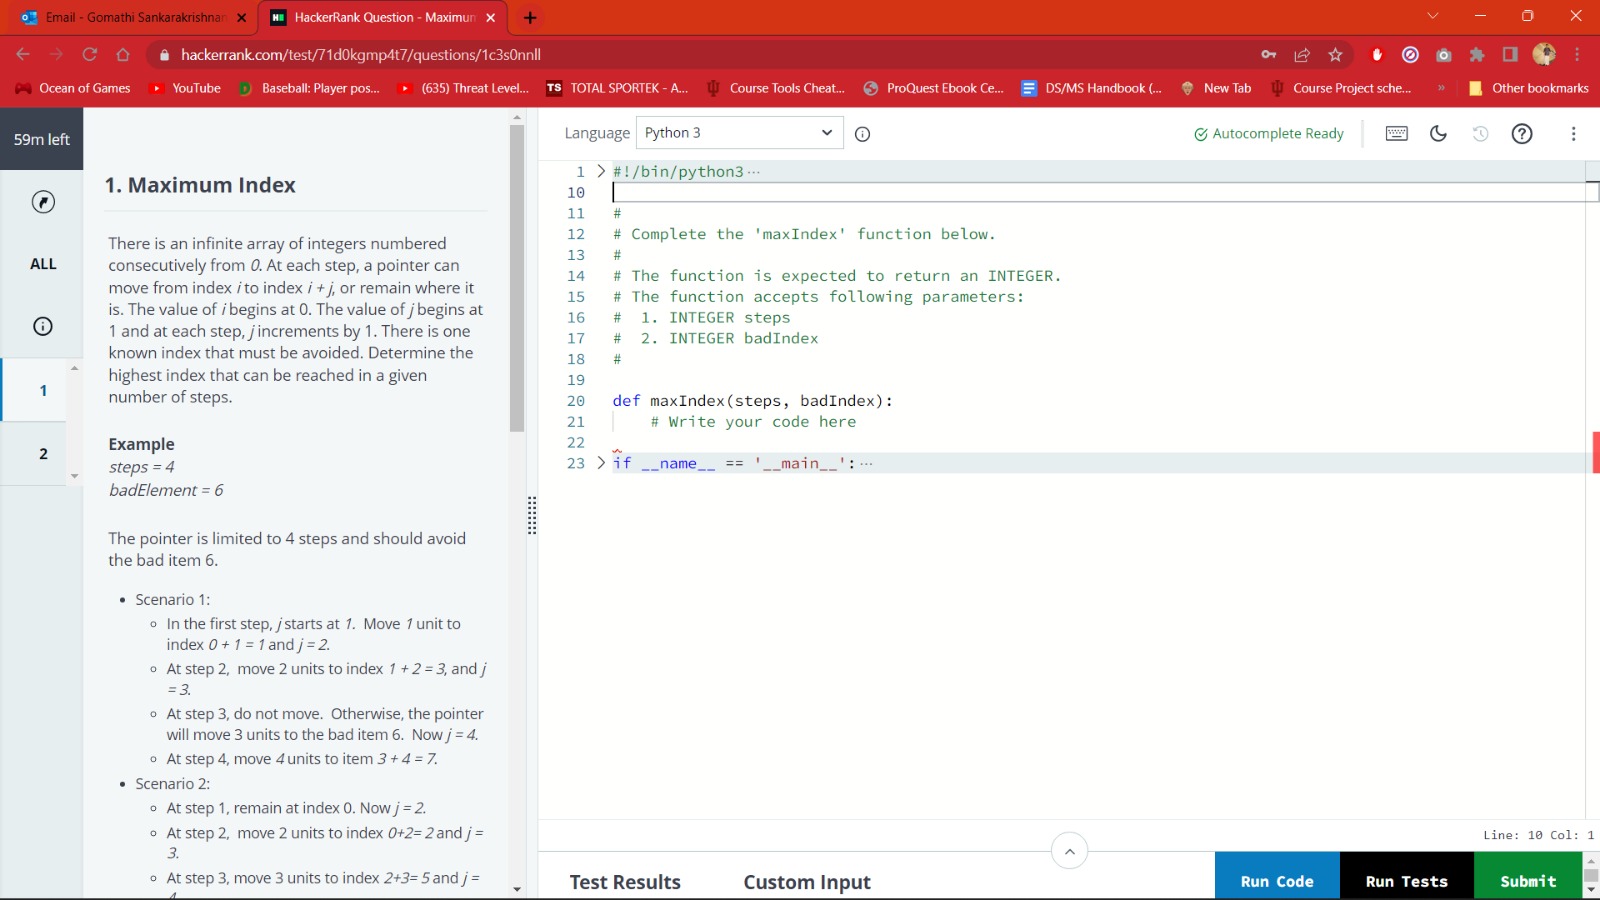 Email - Gomathi Sankarakrishnan
HackerRank Question - Maximum
hackerrank.com/test/71d0kgmp4t7/questions/1c3s0nnll
Ocean of Games
YouTube
Baseball: Player pos...
(635) Threat Level...
TS TOTAL SPORTEK - A...
Course Tools Cheat...
ProQuest Ebook Ce...
DS/MS Handbook (...
New Tab
Course Project sche...
»
Other bookmarks
59m left
ALL
1
2
1. Maximum Index
There is an infinite array of integers numbered
consecutively from 0. At each step, a pointer can
move from index i to index i + j, or remain where it
is. The value of i begins at 0. The value of j begins at
1 and at each step, j increments by 1. There is one
known index that must be avoided. Determine the
highest index that can be reached in a given
number of steps.
Example
steps = 4
badElement = 6
The pointer is limited to 4 steps and should avoid
the bad item 6.
• Scenario 1:
◦ In the first step, j starts at 1. Move 1 unit to
index 0 + 1 = 1 and j = 2.
◦ At step 2, move 2 units to index 1 + 2 = 3, and j
= 3.
◦ At step 3, do not move. Otherwise, the pointer
will move 3 units to the bad item 6. Now j = 4.
◦ At step 4, move 4 units to item 3 + 4 = 7.
• Scenario 2:
◦ At step 1, remain at index 0. Now j = 2.
◦ At step 2, move 2 units to index 0+2= 2 and j =
3.
◦ At step 3, move 3 units to index 2+3= 5 and j =
Language Python 3
Autocomplete Ready
1 #!/bin/python3 ...
10
11 #
12 # Complete the 'maxIndex' function below.
13 #
14 # The function is expected to return an INTEGER.
15 # The function accepts following parameters:
16 #  1. INTEGER steps
17 #  2. INTEGER badIndex
18 #
19
20 def maxIndex(steps, badIndex):
21     # Write your code here
22
23 if __name__ == '__main__': ...
Line: 10 Col: 1
Test Results
Custom Input
Run Code
Run Tests
Submit